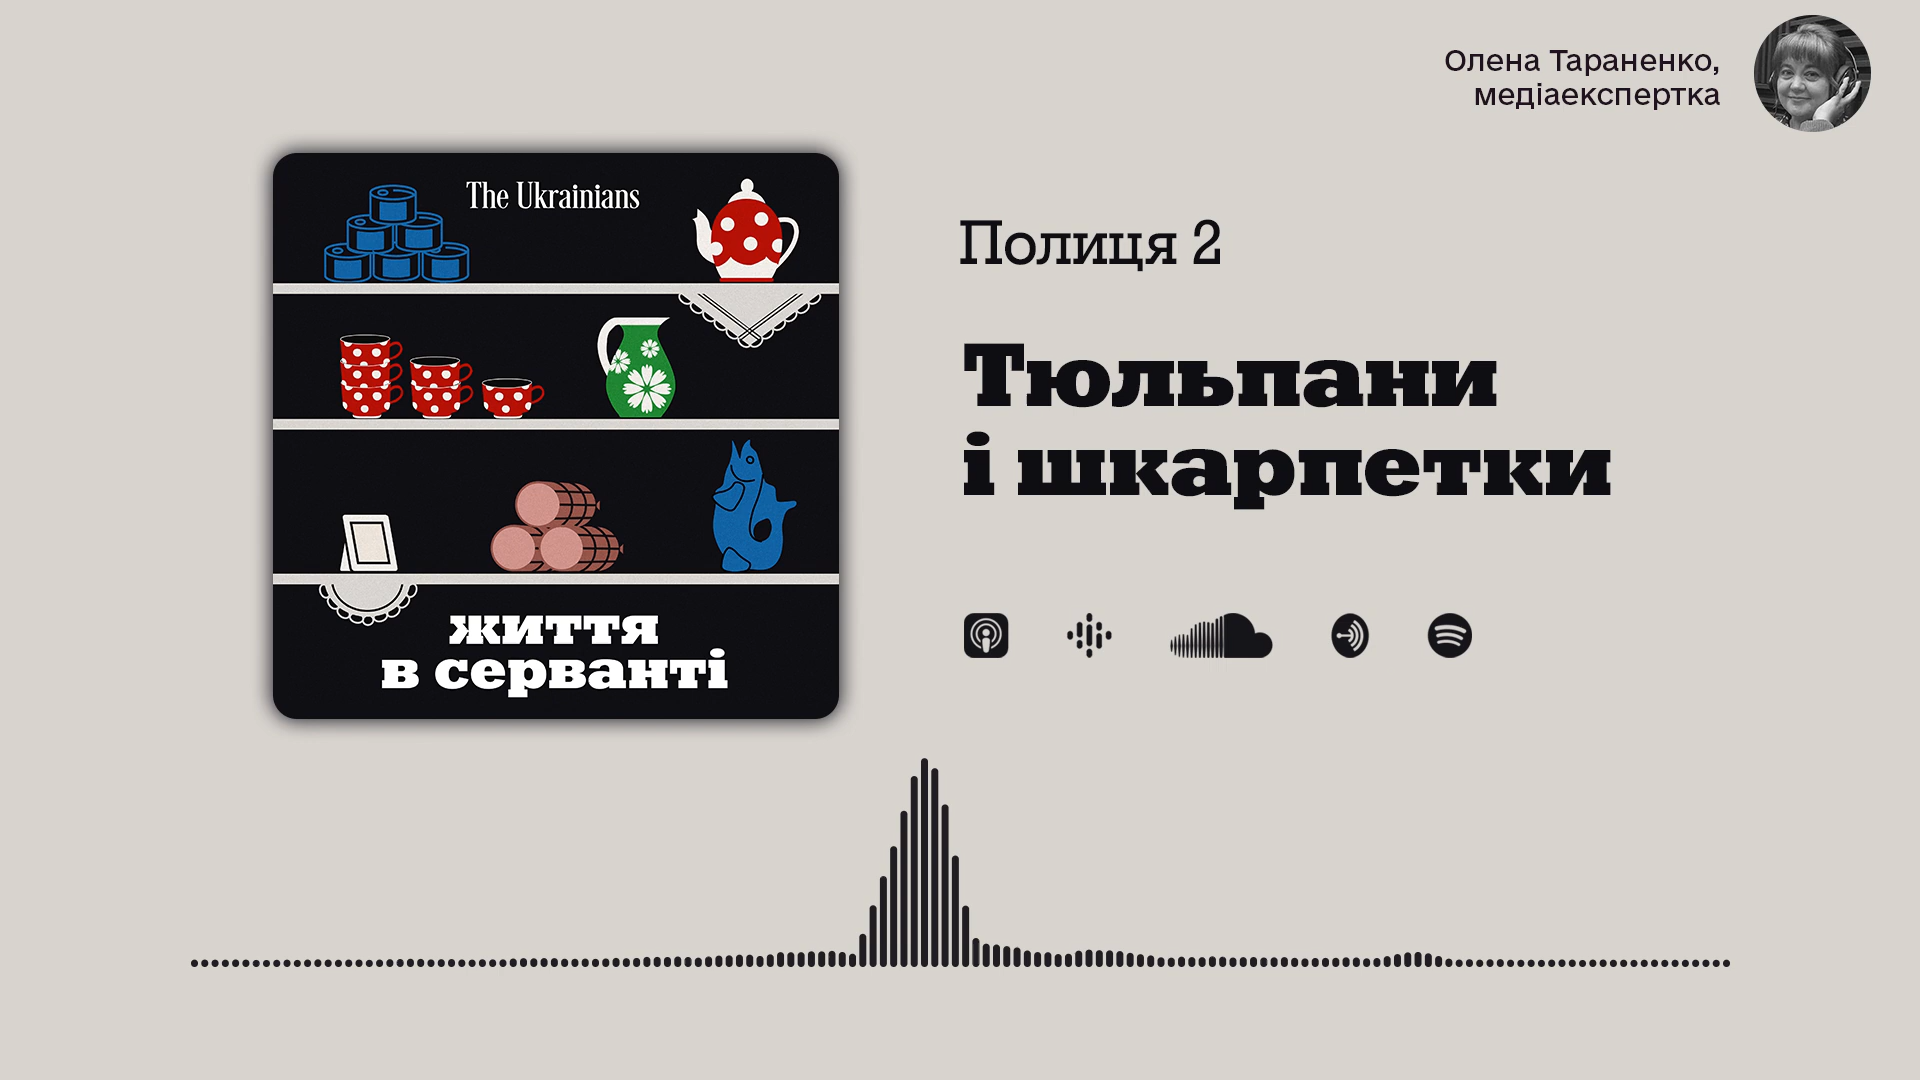 Олена Тараненко,
медіаекспертка
The Ukrainians
життя
в серванті
Полиця 2
Тюльпани
і шкарпетки